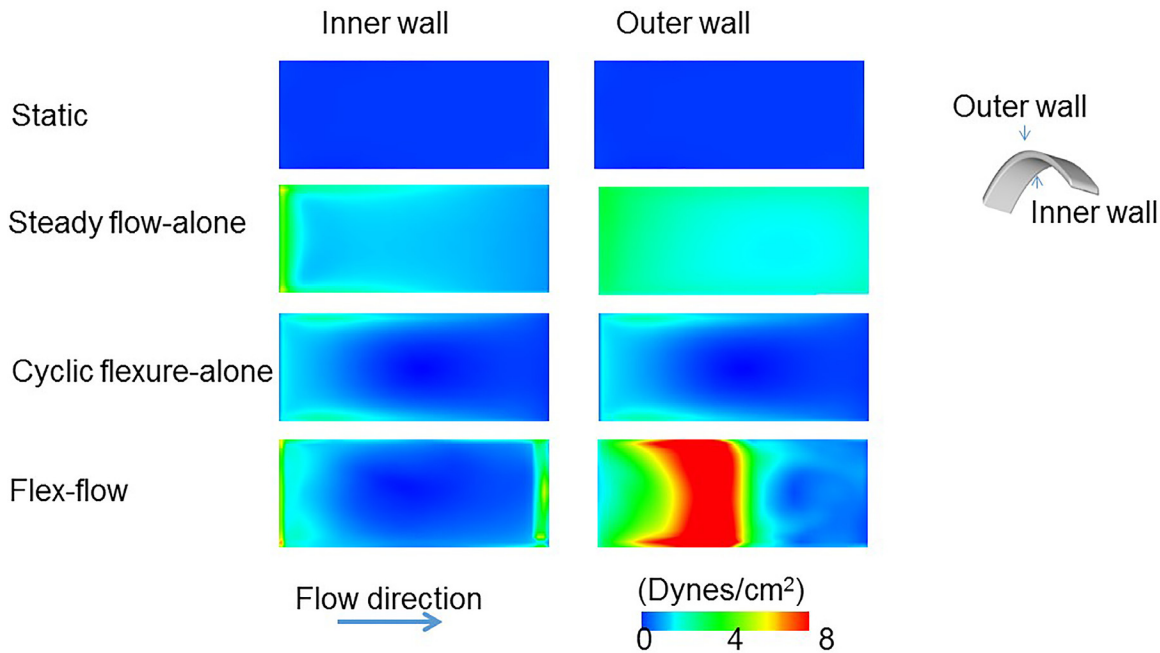 Inner wall
Outer wall
Static
Outer wall
Inner wall
Steady flow-alone
Cyclic flexure-alone
Flex-flow
Flow direction
(Dynes/cm²)
0 4 8